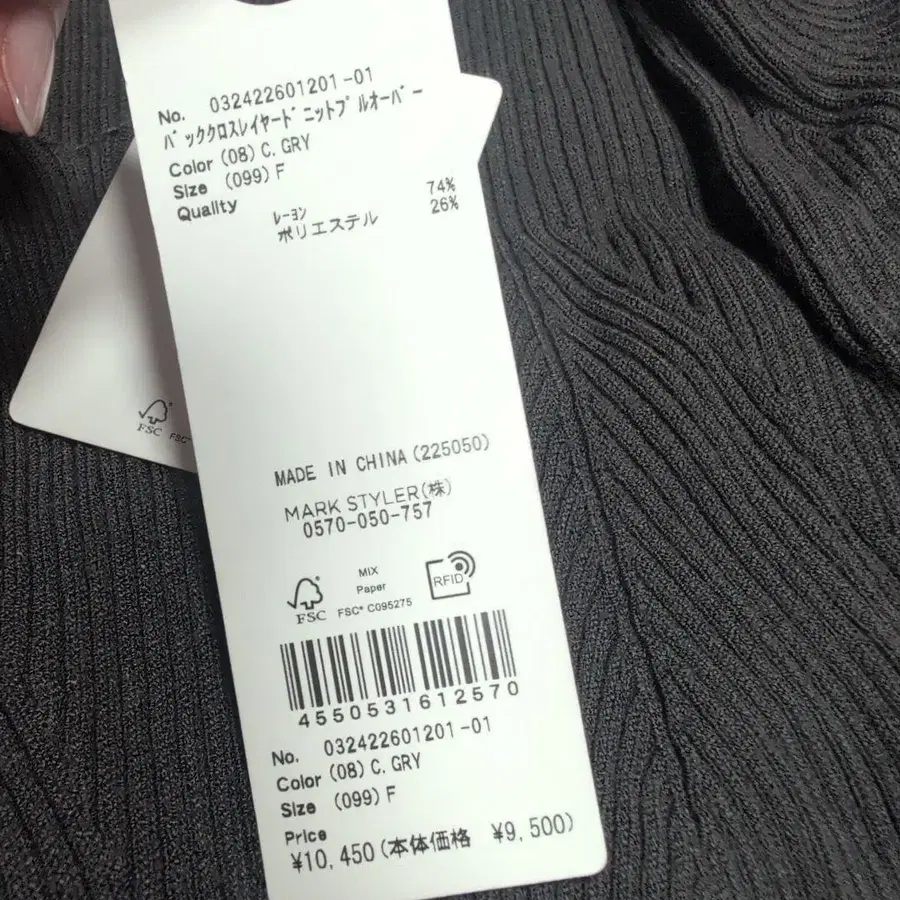 No. 032422601201-01
バッククロスレイヤードニットプルオーバー
Color (08) C. GRY
Size (099) F
Quality
レーヨン 74%
ポリエステル 26%
MADE IN CHINA (225050)
MARK STYLER(株)
0570-050-757
FSC FSC
FSC
MIX
Paper
FSC® C095275
RFID
4550531612570
No. 032422601201-01
Color (08) C. GRY
Size (099) F
Price
¥10,450(本体価格 ¥9,500)